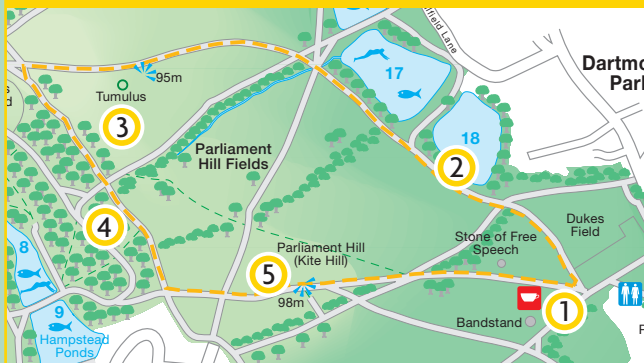 17
95m
Tumulus
3
Parliament
Hill Fields
18
2
Dartmo
Parl
4
8
9
Hampstead
Ponds
5
Parliament Hill
(Kite Hill)
98m
Stone of Free
Speech
Dukes
Field
Bandstand
1